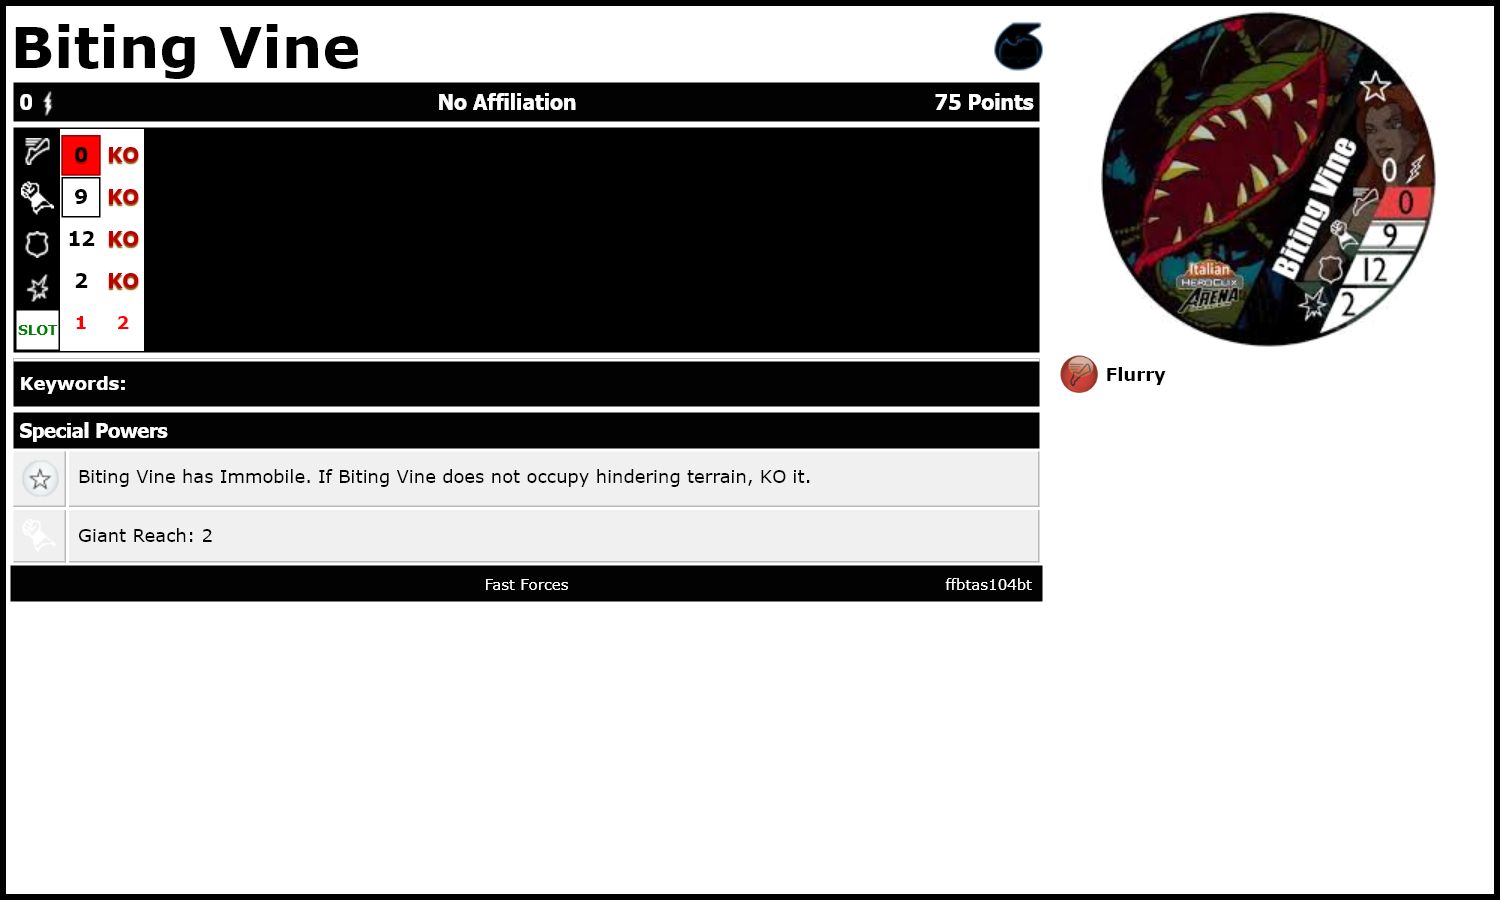 Biting Vine
0 No Affiliation 75 Points
0 KO
9 KO
12 KO
2 KO
SLOT 1 2
Keywords:
Special Powers
Biting Vine has Immobile. If Biting Vine does not occupy hindering terrain, KO it.
Giant Reach: 2
Fast Forces ffbtas104bt
Biting Vine
0
0
9
12
2
Italian
HEROCLIX
ARENA
Flurry